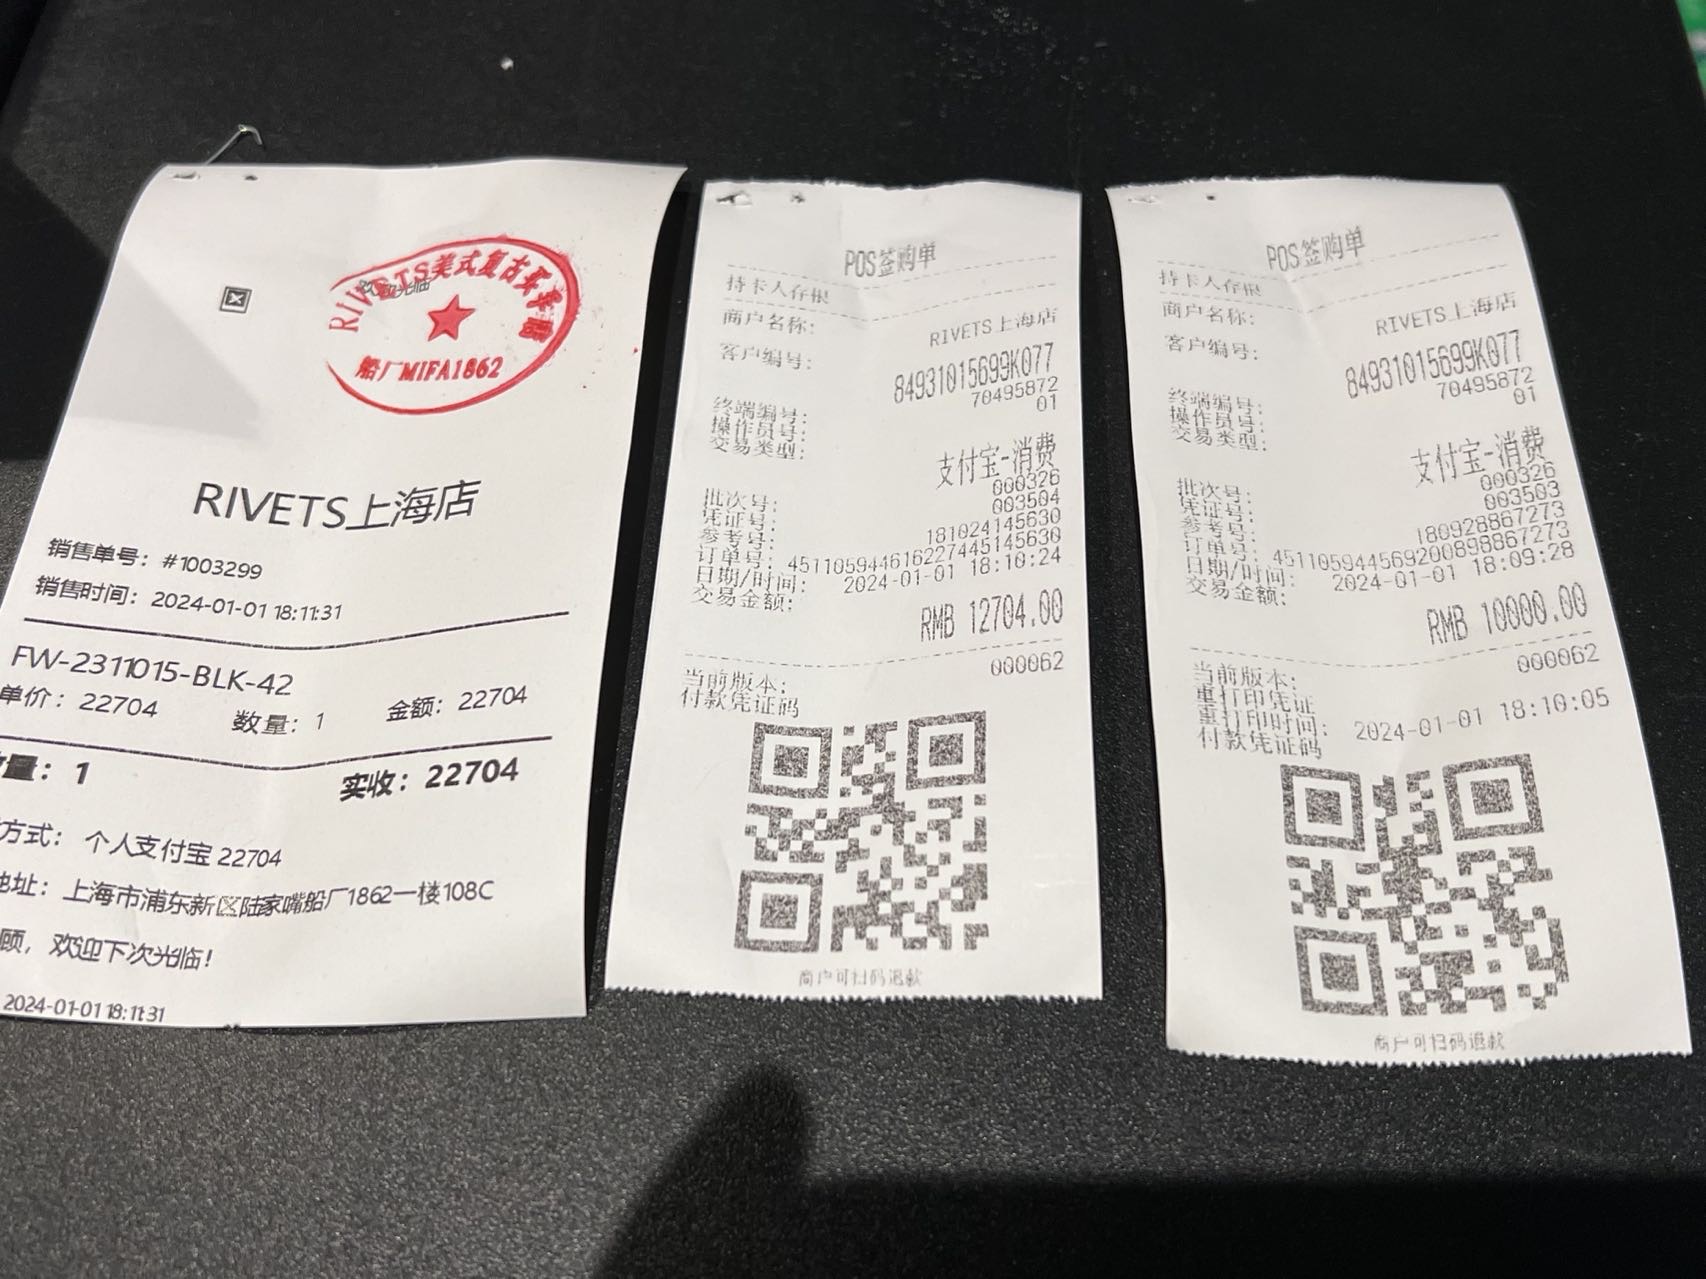 RIVETS美式复古
欢迎光临
船厂MIFA1862
RIVETS上海店
销售单号：#1003299
销售时间：2024-01-01 18:11:31
FW-2311015-BLK-42
单价：22704 数量：1 金额：22704
量：1 实收：22704
方式：个人支付宝 22704
地址：上海市浦东新区陆家嘴船厂1862一楼108C
顾，欢迎下次光临!
2024-01-01 18:11:31
POS签购单
持卡人存根
商户名称: RIVETS上海店
客户编号: 84931015699K077
终端编号: 70495872
操作员号: 01
交易类型: 支付宝-消费
批次号: 000326
凭证号: 003504
参考号: 181024145630
订单号: 451105944616227445145630
日期/时间: 2024-01-01 18:10:24
交易金额: RMB 12704.00
当前版本: 000062
付款凭证码
商户可扫码退款
POS签购单
持卡人存根
商户名称: RIVETS上海店
客户编号: 84931015699K077
终端编号: 70495872
操作员号: 01
交易类型: 支付宝-消费
批次号: 000326
凭证号: 003503
参考号: 180928867273
订单号: 451105944569200898867273
日期/时间: 2024-01-01 18:09:28
交易金额: RMB 10000.00
当前版本: 000062
重打印凭证
重打印时间: 2024-01-01 18:10:05
付款凭证码
商户可扫码退款